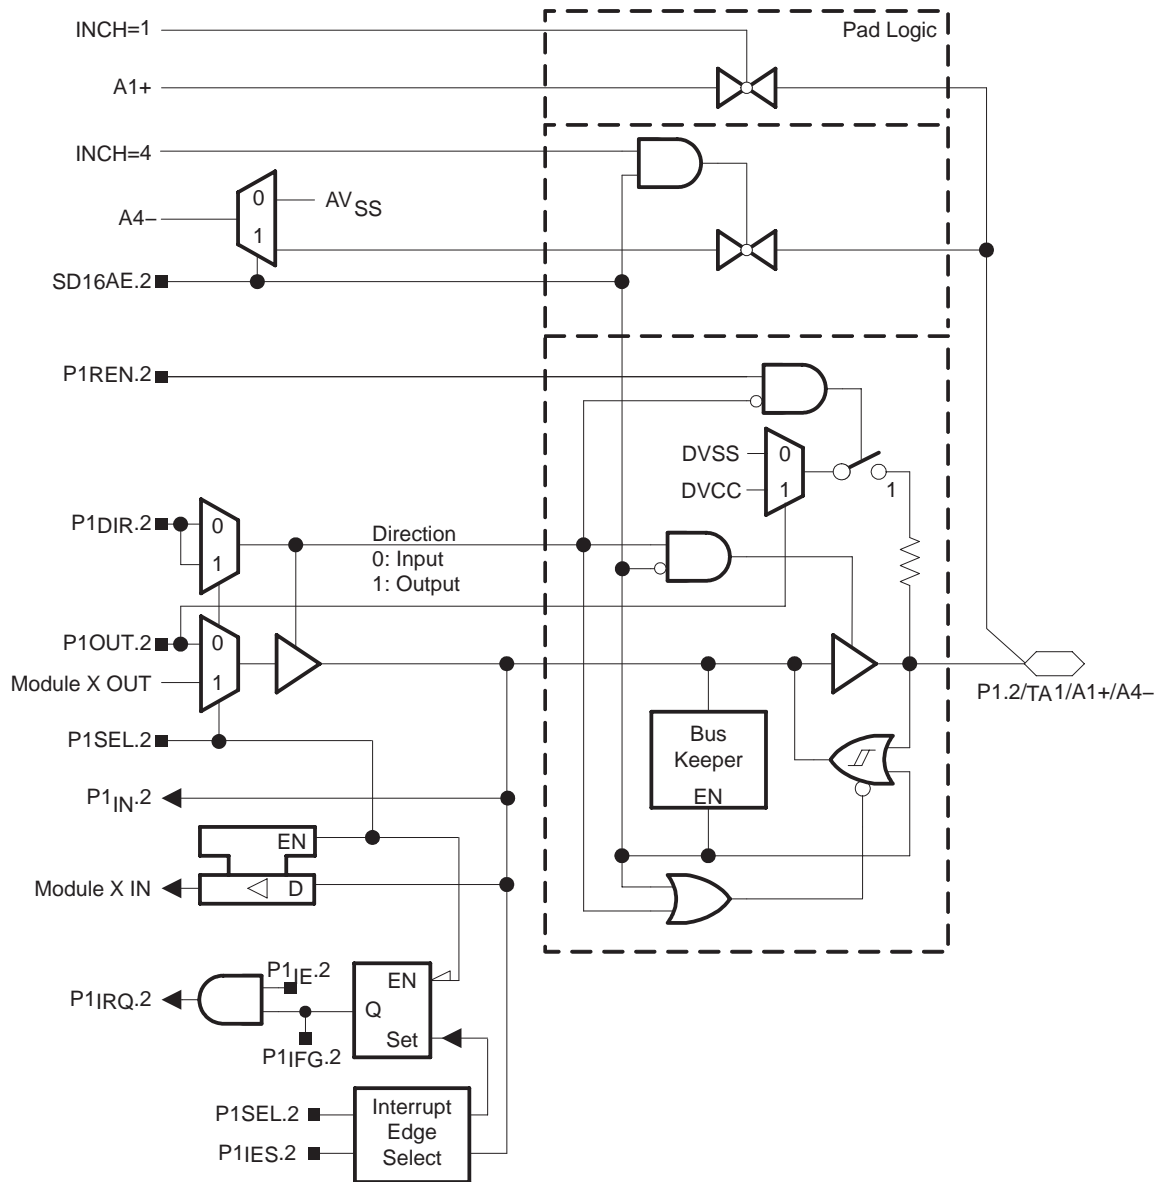 INCH=1
Pad Logic
A1+
INCH=4
0
AVSS
A4−
1
SD16AE.2
P1REN.2
DVSS
0
DVCC
1
1
P1DIR.2
0
1
Direction
0: Input
1: Output
P1OUT.2
0
Module X OUT
1
P1.2/TA1/A1+/A4−
P1SEL.2
Bus
Keeper
EN
P1IN.2
EN
Module X IN
D
P1IE.2
EN
P1IRQ.2
Q
Set
P1IFG.2
P1SEL.2
Interrupt
Edge
Select
P1IES.2